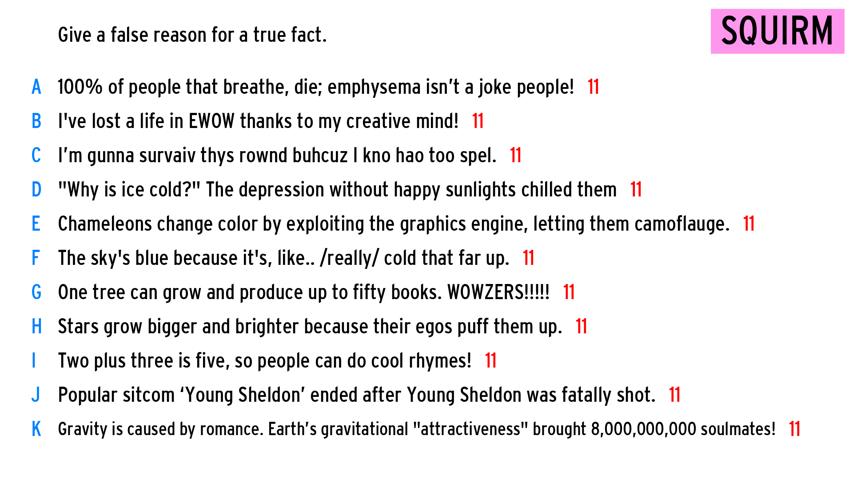 Give a false reason for a true fact.
SQUIRM
A 100% of people that breathe, die; emphysema isn't a joke people! 11
B I've lost a life in EWOW thanks to my creative mind! 11
C I'm gunna survaiv thys rownd buhcuz I kno hao too spel. 11
D "Why is ice cold?" The depression without happy sunlights chilled them 11
E Chameleons change color by exploiting the graphics engine, letting them camoflauge. 11
F The sky's blue because it's, like.. /really/ cold that far up. 11
G One tree can grow and produce up to fifty books. WOWZERS!!!!! 11
H Stars grow bigger and brighter because their egos puff them up. 11
I Two plus three is five, so people can do cool rhymes! 11
J Popular sitcom ‘Young Sheldon’ ended after Young Sheldon was fatally shot. 11
K Gravity is caused by romance. Earth's gravitational "attractiveness" brought 8,000,000,000 soulmates! 11